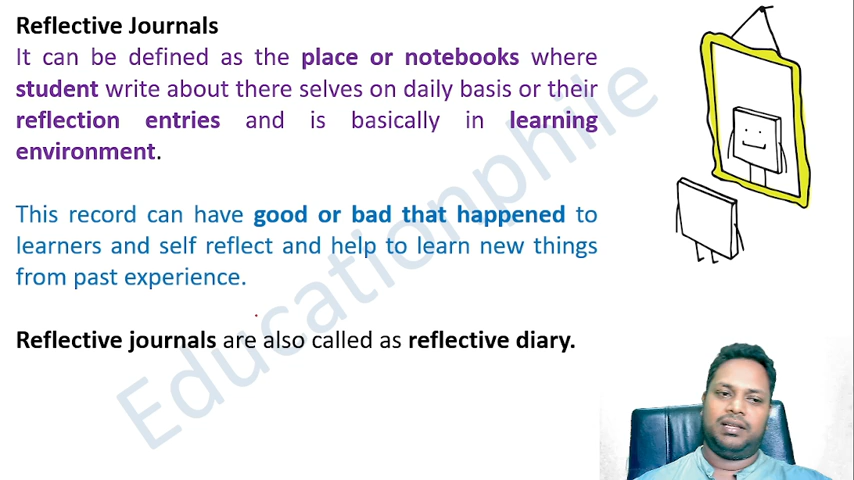 Reflective Journals
It can be defined as the place or notebooks where
student write about there selves on daily basis or their
reflection entries and is basically in learning
environment.
This record can have good or bad that happened to
learners and self reflect and help to learn new things
from past experience.
Reflective journals are also called as reflective diary.
Educationphile